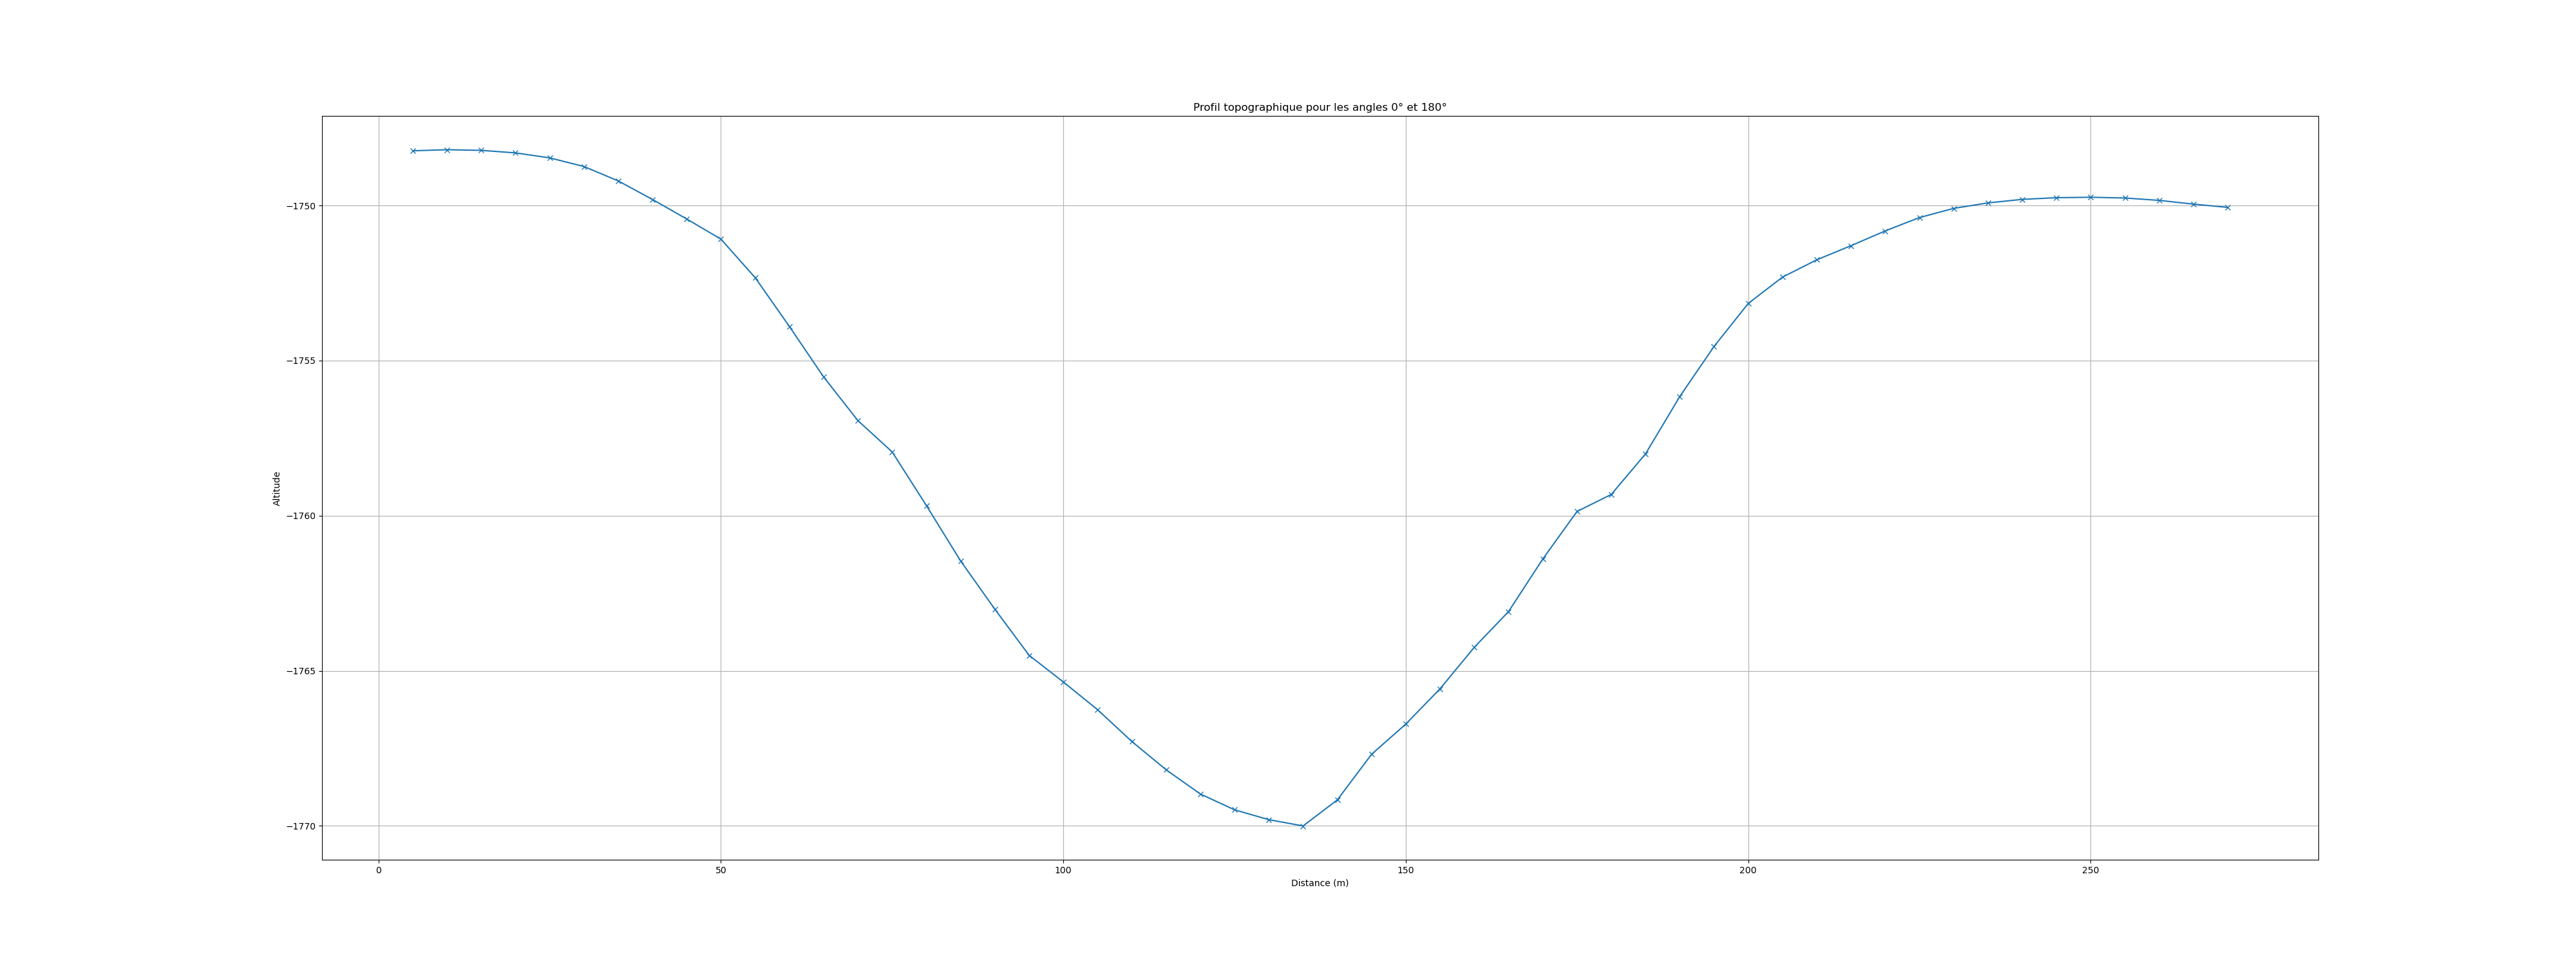 Profil topographique pour les angles 0° et 180°
−1750
−1755
−1760
−1765
−1770
Altitude
0 50 100 150 200 250
Distance (m)